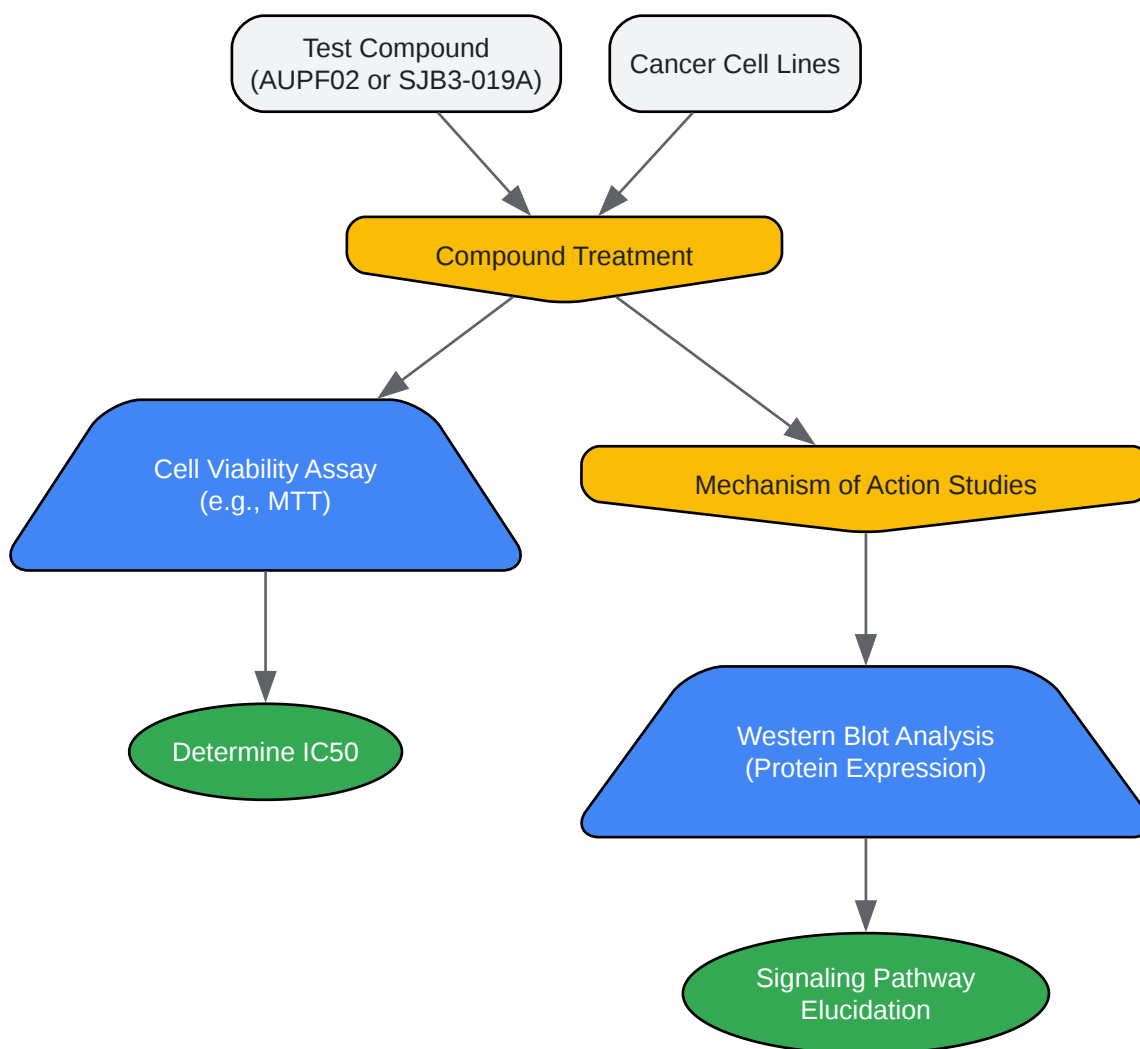 Test Compound
(AUPF02 or SJB3-019A)
Cancer Cell Lines
Compound Treatment
Cell Viability Assay
(e.g., MTT)
Mechanism of Action Studies
Determine IC50
Western Blot Analysis
(Protein Expression)
Signaling Pathway
Elucidation